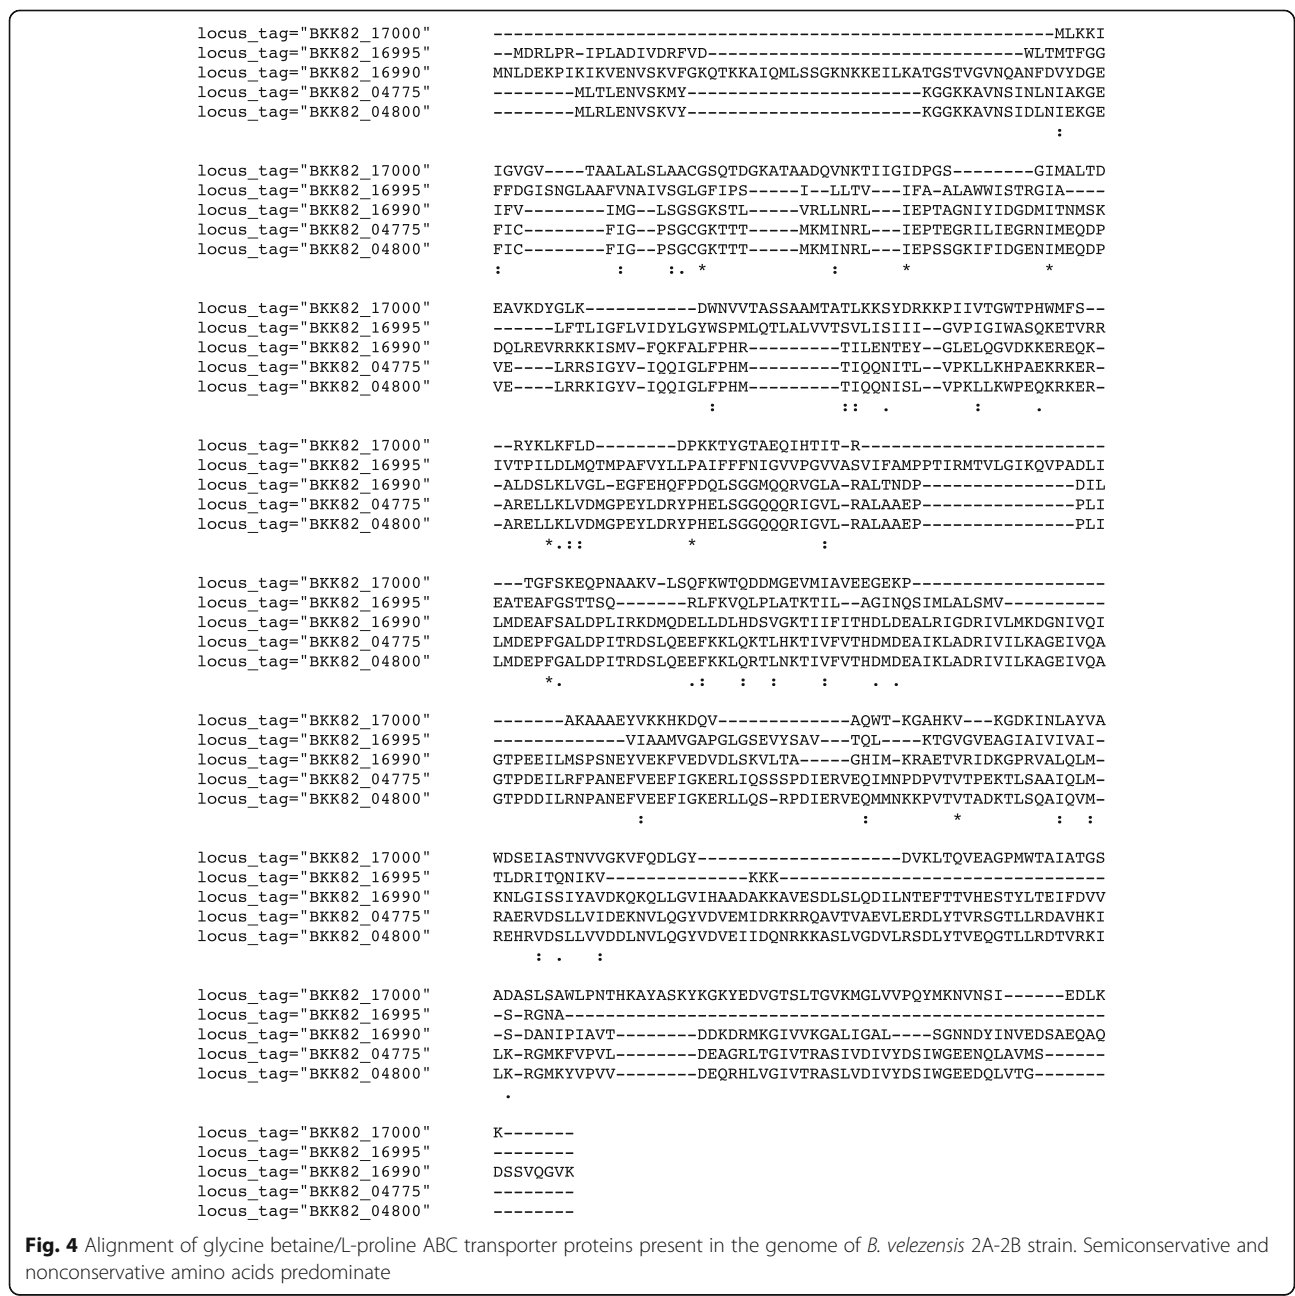 locus_tag="BKK82_17000" -------------------------------------------------------MLKKI
locus_tag="BKK82_16995" --MDRLPR-IPLADIVDRFVD-------------------------------WLTMTFGG
locus_tag="BKK82_16990" MNLDEKPIKIKVENVSKVFGKQTKKAIQMLSSGKNKKEILKATGSTVGVNQANFDVYDGE
locus_tag="BKK82_04775" --------MLTLENVSKMY-----------------------KGGKKAVNSINLNIAKGE
locus_tag="BKK82_04800" --------MLRLENVSKVY-----------------------KGGKKAVNSIDLNIEKGE
:
locus_tag="BKK82_17000" IGVGV----TAALALSLAACGSQTDGKATAADQVNKTIIGIDPGS--------GIMALTD
locus_tag="BKK82_16995" FFDGISNGLAAFVNAIVSGLGFIPS-----I--LLTV---IFA-ALAWWISTRGIA----
locus_tag="BKK82_16990" IFV--------IMG--LSGSGKSTL-----VRLLNRL---IEPTAGNIYIDGDMITNMSK
locus_tag="BKK82_04775" FIC--------FIG--PSGCGKTTT-----MKMINRL---IEPTEGRILIEGRNIMEQDP
locus_tag="BKK82_04800" FIC--------FIG--PSGCGKTTT-----MKMINRL---IEPSSGKIFIDGENIMEQDP
:           :    :. *            :      *             *
locus_tag="BKK82_17000" EAVKDYGLK-----------DWNVVTASSAAMTATLKKSYDRKKPIIVTGWTPHWMFS--
locus_tag="BKK82_16995" ------LFTLIGFLVIDYLGYWSPMLQTLALVVTSVLISIII--GVPIGIWASQKETVRR
locus_tag="BKK82_16990" DQLREVRRKKISMV-FQKFALFPHR---------TILENTEY--GLELQGVDKKEREQK-
locus_tag="BKK82_04775" VE----LRRSIGYV-IQQIGLFPHM---------TIQQNITL--VPKLLKHPAEKRKER-
locus_tag="BKK82_04800" VE----LRRKIGYV-IQQIGLFPHM---------TIQQNISL--VPKLLKWPEQKRKER-
:            ::  .        :     .
locus_tag="BKK82_17000" --RYKLKFLD--------DPKKTYGTAEQIHTIT-R------------------------
locus_tag="BKK82_16995" IVTPILDLMQTMPAFVYLLPAIFFFNIGVVPGVVASVIFAMPPTIRMTVLGIKQVPADLI
locus_tag="BKK82_16990" -ALDSLKLVGL-EGFEHQFPDQLSGGMQQRVGLA-RALTNDP---------------DIL
locus_tag="BKK82_04775" -ARELLKLVDMGPEYLDRYPHELSGGQQQRIGVL-RALAAEP---------------PLI
locus_tag="BKK82_04800" -ARELLKLVDMGPEYLDRYPHELSGGQQQRIGVL-RALAAEP---------------PLI
*.::          *            :
locus_tag="BKK82_17000" ---TGFSKEQPNAAKV-LSQFKWTQDDMGEVMIAVEEGEKP-------------------
locus_tag="BKK82_16995" EATEAFGSTTSQ-------RLFKVQLPLATKTIL--AGINQSIMLALSMV----------
locus_tag="BKK82_16990" LMDEAFSALDPLIRKDMQDELLDLHDSVGKTIIFITHDLDEALRIGDRIVLMKDGNIVQI
locus_tag="BKK82_04775" LMDEPFGALDPITRDSLQEEFKKLQKTLHKTIVFVTHDMDEAIKLADRIVILKAGEIVQA
locus_tag="BKK82_04800" LMDEPFGALDPITRDSLQEEFKKLQRTLNKTIVFVTHDMDEAIKLADRIVILKAGEIVQA
*.            .:   :  :    :    . .
locus_tag="BKK82_17000" -------AKAAAEYVKKHKDQV-------------AQWT-KGAHKV---KGDKINLAYVA
locus_tag="BKK82_16995" -------------VIAAMVGAPGLGSEVYSAV---TQL----KTGVGVEAGIAIVIVAI-
locus_tag="BKK82_16990" GTPEEILMSPSNEYVEKFVEDVDLSKVLTA-----GHIM-KRAETVRIDKGPRVALQLM-
locus_tag="BKK82_04775" GTPDEILRFPANEFVEEFIGKERLIQSSSPDIERVEQIMNPDPVTVTPEKTLSAAIQLM-
locus_tag="BKK82_04800" GTPDDILRNPANEFVEEFIGKERLLQS-RPDIERVEQMMNKKPVTVTADKTLSQAIQVM-
:                     :        *         :  :
locus_tag="BKK82_17000" WDSEIASTNVVGKVFQDLGY--------------------DVKLTQVEAGPMWTAIATGS
locus_tag="BKK82_16995" TLDRITQNIKV--------------KKK--------------------------------
locus_tag="BKK82_16990" KNLGISSIYAVDKQKQLLGVIHAADAKKAVESDLSLQDILNTEFTTVHESTYLTEIFDVV
locus_tag="BKK82_04775" RAERVDSLLVIDEKNVLQGYVDVEMIDRKRRQAVTVAEVLERDLYTVRSGTLLRDAVHKI
locus_tag="BKK82_04800" REHRVDSLLVVDDLNVLQGYVDVEIIDQNRKKASLVGDVLRSDLYTVEQGTLLRDTVRKI
: .   :
locus_tag="BKK82_17000" ADASLSAWLPNTHKAYASKYKGKYEDVGTSLTGVKMGLVVPQYMKNVNSI------EDLK
locus_tag="BKK82_16995" -S-RGNA-----------------------------------------------------
locus_tag="BKK82_16990" -S-DANIPIAVT--------DDKDRMKGIVVKGALIGAL----SGNNDYINVEDSAEQAQ
locus_tag="BKK82_04775" LK-RGMKFVPVL--------DEAGRLTGIVTRASIVDIVYDSIWGEENQLAVMS------
locus_tag="BKK82_04800" LK-RGMKYVPVV--------DEQRHLVGIVTRASLVDIVYDSIWGEEDQLVTG-------
.
locus_tag="BKK82_17000" K-------
locus_tag="BKK82_16995" --------
locus_tag="BKK82_16990" DSSVQGVK
locus_tag="BKK82_04775" --------
locus_tag="BKK82_04800" --------
Fig. 4 Alignment of glycine betaine/L-proline ABC transporter proteins present in the genome of B. velezensis 2A-2B strain. Semiconservative and
nonconservative amino acids predominate